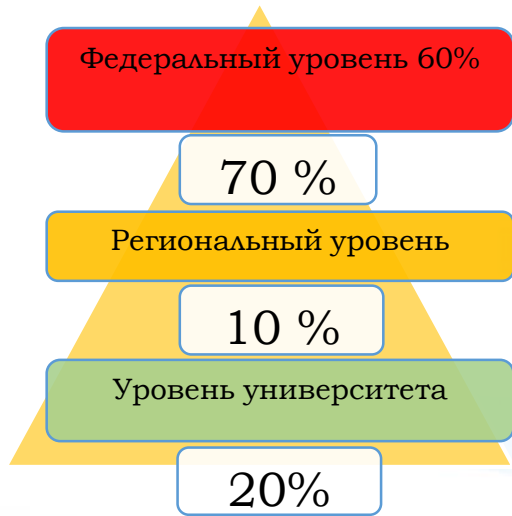 Федеральный уровень 60%
70 %
Региональный уровень
10 %
Уровень университета
20%